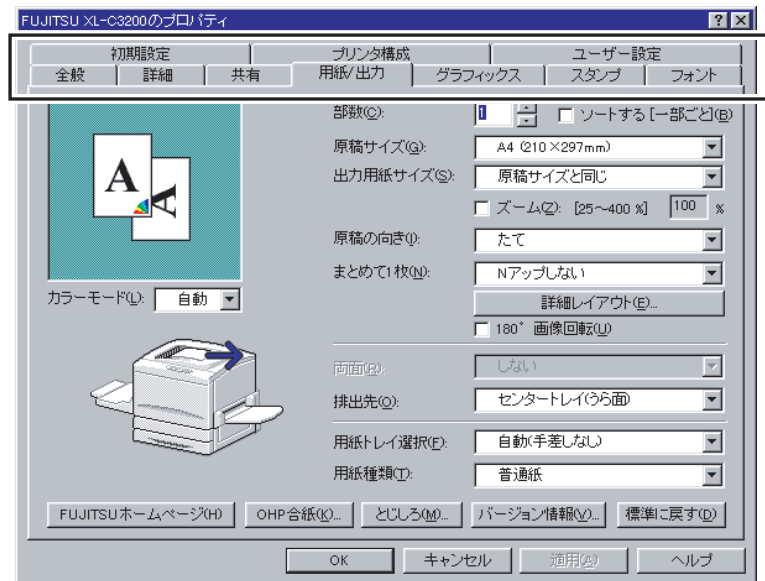 FUJITSU XL-C3200のプロパティ
初期設定 プリンタ構成 ユーザー設定
全般 詳細 共有 用紙/出力 グラフィックス スタンプ フォント
部数(C): 1 ソートする [一部ごと](B)
原稿サイズ(G): A4 (210×297mm)
出力用紙サイズ(S): 原稿サイズと同じ
ズーム(Z): [25～400 %] 100 %
原稿の向き(I): たて
まとめて1枚(N): Nアップしない
カラーモード(L): 自動
詳細レイアウト(E)...
180° 画像回転(U)
両面(R): しない
排出先(O): センタートレイ(うら面)
用紙トレイ選択(F): 自動(手差しなし)
用紙種類(T): 普通紙
FUJITSUホームページ(H) OHP合紙(K)... とじしろ(M)... バージョン情報(V)... 標準に戻す(D)
OK キャンセル 適用(A) ヘルプ
A
A